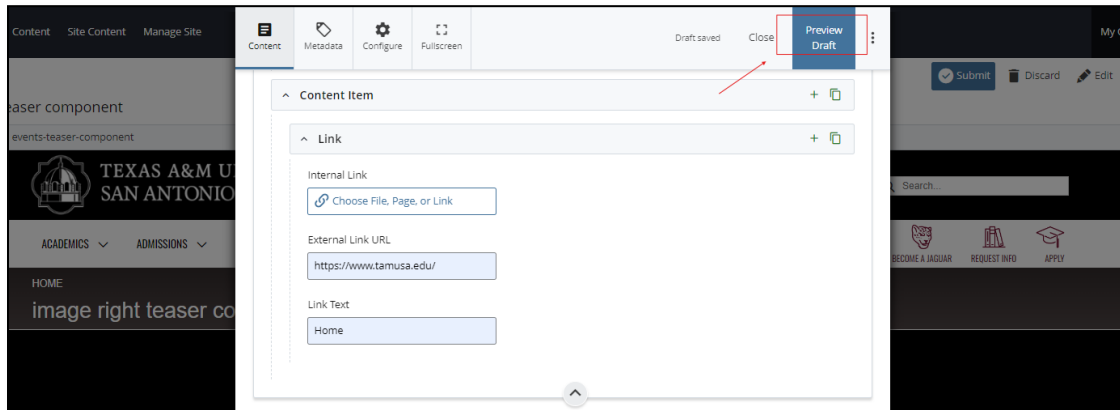 Content Site Content Manage Site
Content Metadata Configure Fullscreen
Draft saved Close Preview Draft
My
Submit Discard Edit
easer component
events-teaser-component
Content Item
Link
Internal Link
Choose File, Page, or Link
External Link URL
https://www.tamusa.edu/
Link Text
Home
TEXAS A&M U
SAN ANTONIO
Search...
ACADEMICS ADMISSIONS
BECOME A JAGUAR REQUEST INFO APPLY
HOME
image right teaser co